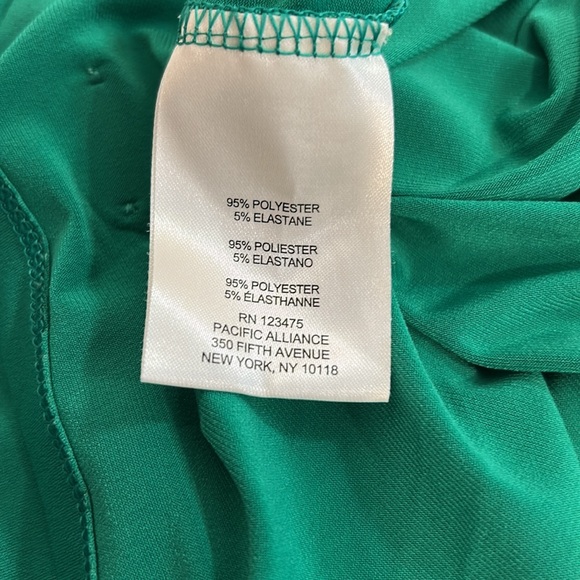 95% POLYESTER
5% ELASTANE
95% POLIESTER
5% ELASTANO
95% POLYESTER
5% ÉLASTHANNE
RN 123475
PACIFIC ALLIANCE
350 FIFTH AVENUE
NEW YORK, NY 10118